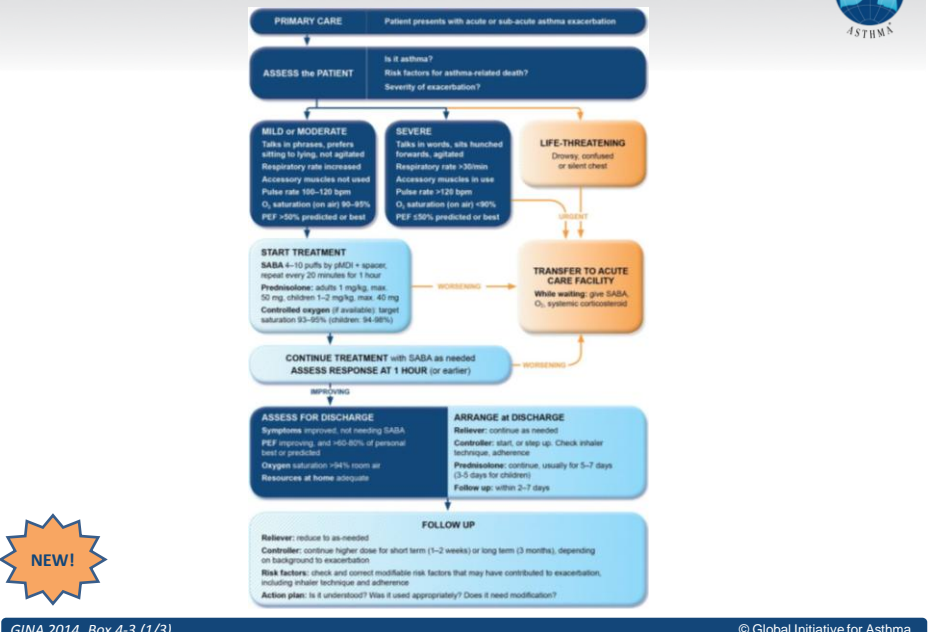 ASTHMA
PRIMARY CARE
Patient presents with acute or sub-acute asthma exacerbation
ASSESS the PATIENT
Is it asthma?
Risk factors for asthma-related death?
Severity of exacerbation?
MILD or MODERATE
Talks in phrases, prefers
sitting to lying, not agitated
Respiratory rate increased
Accessory muscles not used
Pulse rate 100–120 bpm
O₂ saturation (on air) 90–95%
PEF >50% predicted or best
SEVERE
Talks in words, sits hunched
forwards, agitated
Respiratory rate >30/min
Accessory muscles in use
Pulse rate >120 bpm
O₂ saturation (on air) <90%
PEF ≤50% predicted or best
LIFE-THREATENING
Drowsy, confused
or silent chest
URGENT
START TREATMENT
SABA 4–10 puffs by pMDI + spacer,
repeat every 20 minutes for 1 hour
Prednisolone: adults 1 mg/kg, max.
50 mg, children 1–2 mg/kg, max. 40 mg
Controlled oxygen (if available): target
saturation 93–95% (children: 94-98%)
WORSENING
TRANSFER TO ACUTE
CARE FACILITY
While waiting: give SABA,
O₂, systemic corticosteroid
CONTINUE TREATMENT with SABA as needed
ASSESS RESPONSE AT 1 HOUR (or earlier)
WORSENING
IMPROVING
ASSESS FOR DISCHARGE
Symptoms improved, not needing SABA
PEF improving, and >60-80% of personal
best or predicted
Oxygen saturation >94% room air
Resources at home adequate
ARRANGE at DISCHARGE
Reliever: continue as needed
Controller: start, or step up. Check inhaler
technique, adherence
Prednisolone: continue, usually for 5–7 days
(3-5 days for children)
Follow up: within 2–7 days
FOLLOW UP
Reliever: reduce to as-needed
Controller: continue higher dose for short term (1–2 weeks) or long term (3 months), depending
on background to exacerbation
Risk factors: check and correct modifiable risk factors that may have contributed to exacerbation,
including inhaler technique and adherence
Action plan: Is it understood? Was it used appropriately? Does it need modification?
NEW!
GINA 2014, Box 4-3 (1/3)
© Global Initiative for Asthma